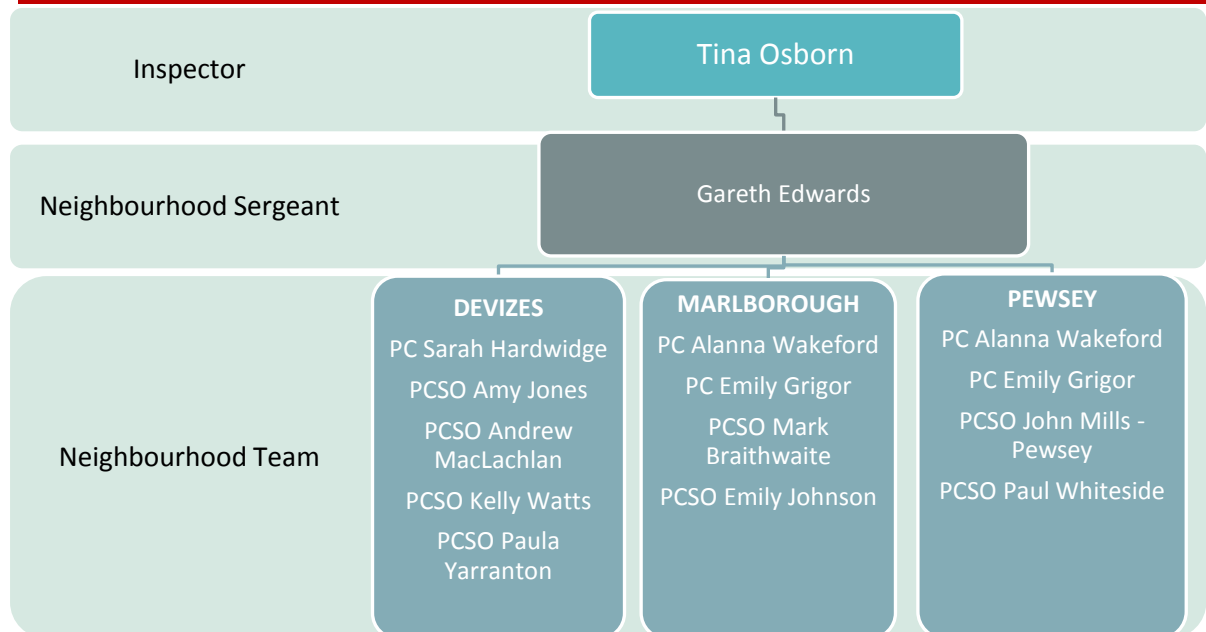 Inspector
Tina Osborn
Neighbourhood Sergeant
Gareth Edwards
Neighbourhood Team
DEVIZES
PC Sarah Hardwidge
PCSO Amy Jones
PCSO Andrew
MacLachlan
PCSO Kelly Watts
PCSO Paula
Yarranton
MARLBOROUGH
PC Alanna Wakeford
PC Emily Grigor
PCSO Mark
Braithwaite
PCSO Emily Johnson
PEWSEY
PC Alanna Wakeford
PC Emily Grigor
PCSO John Mills -
Pewsey
PCSO Paul Whiteside